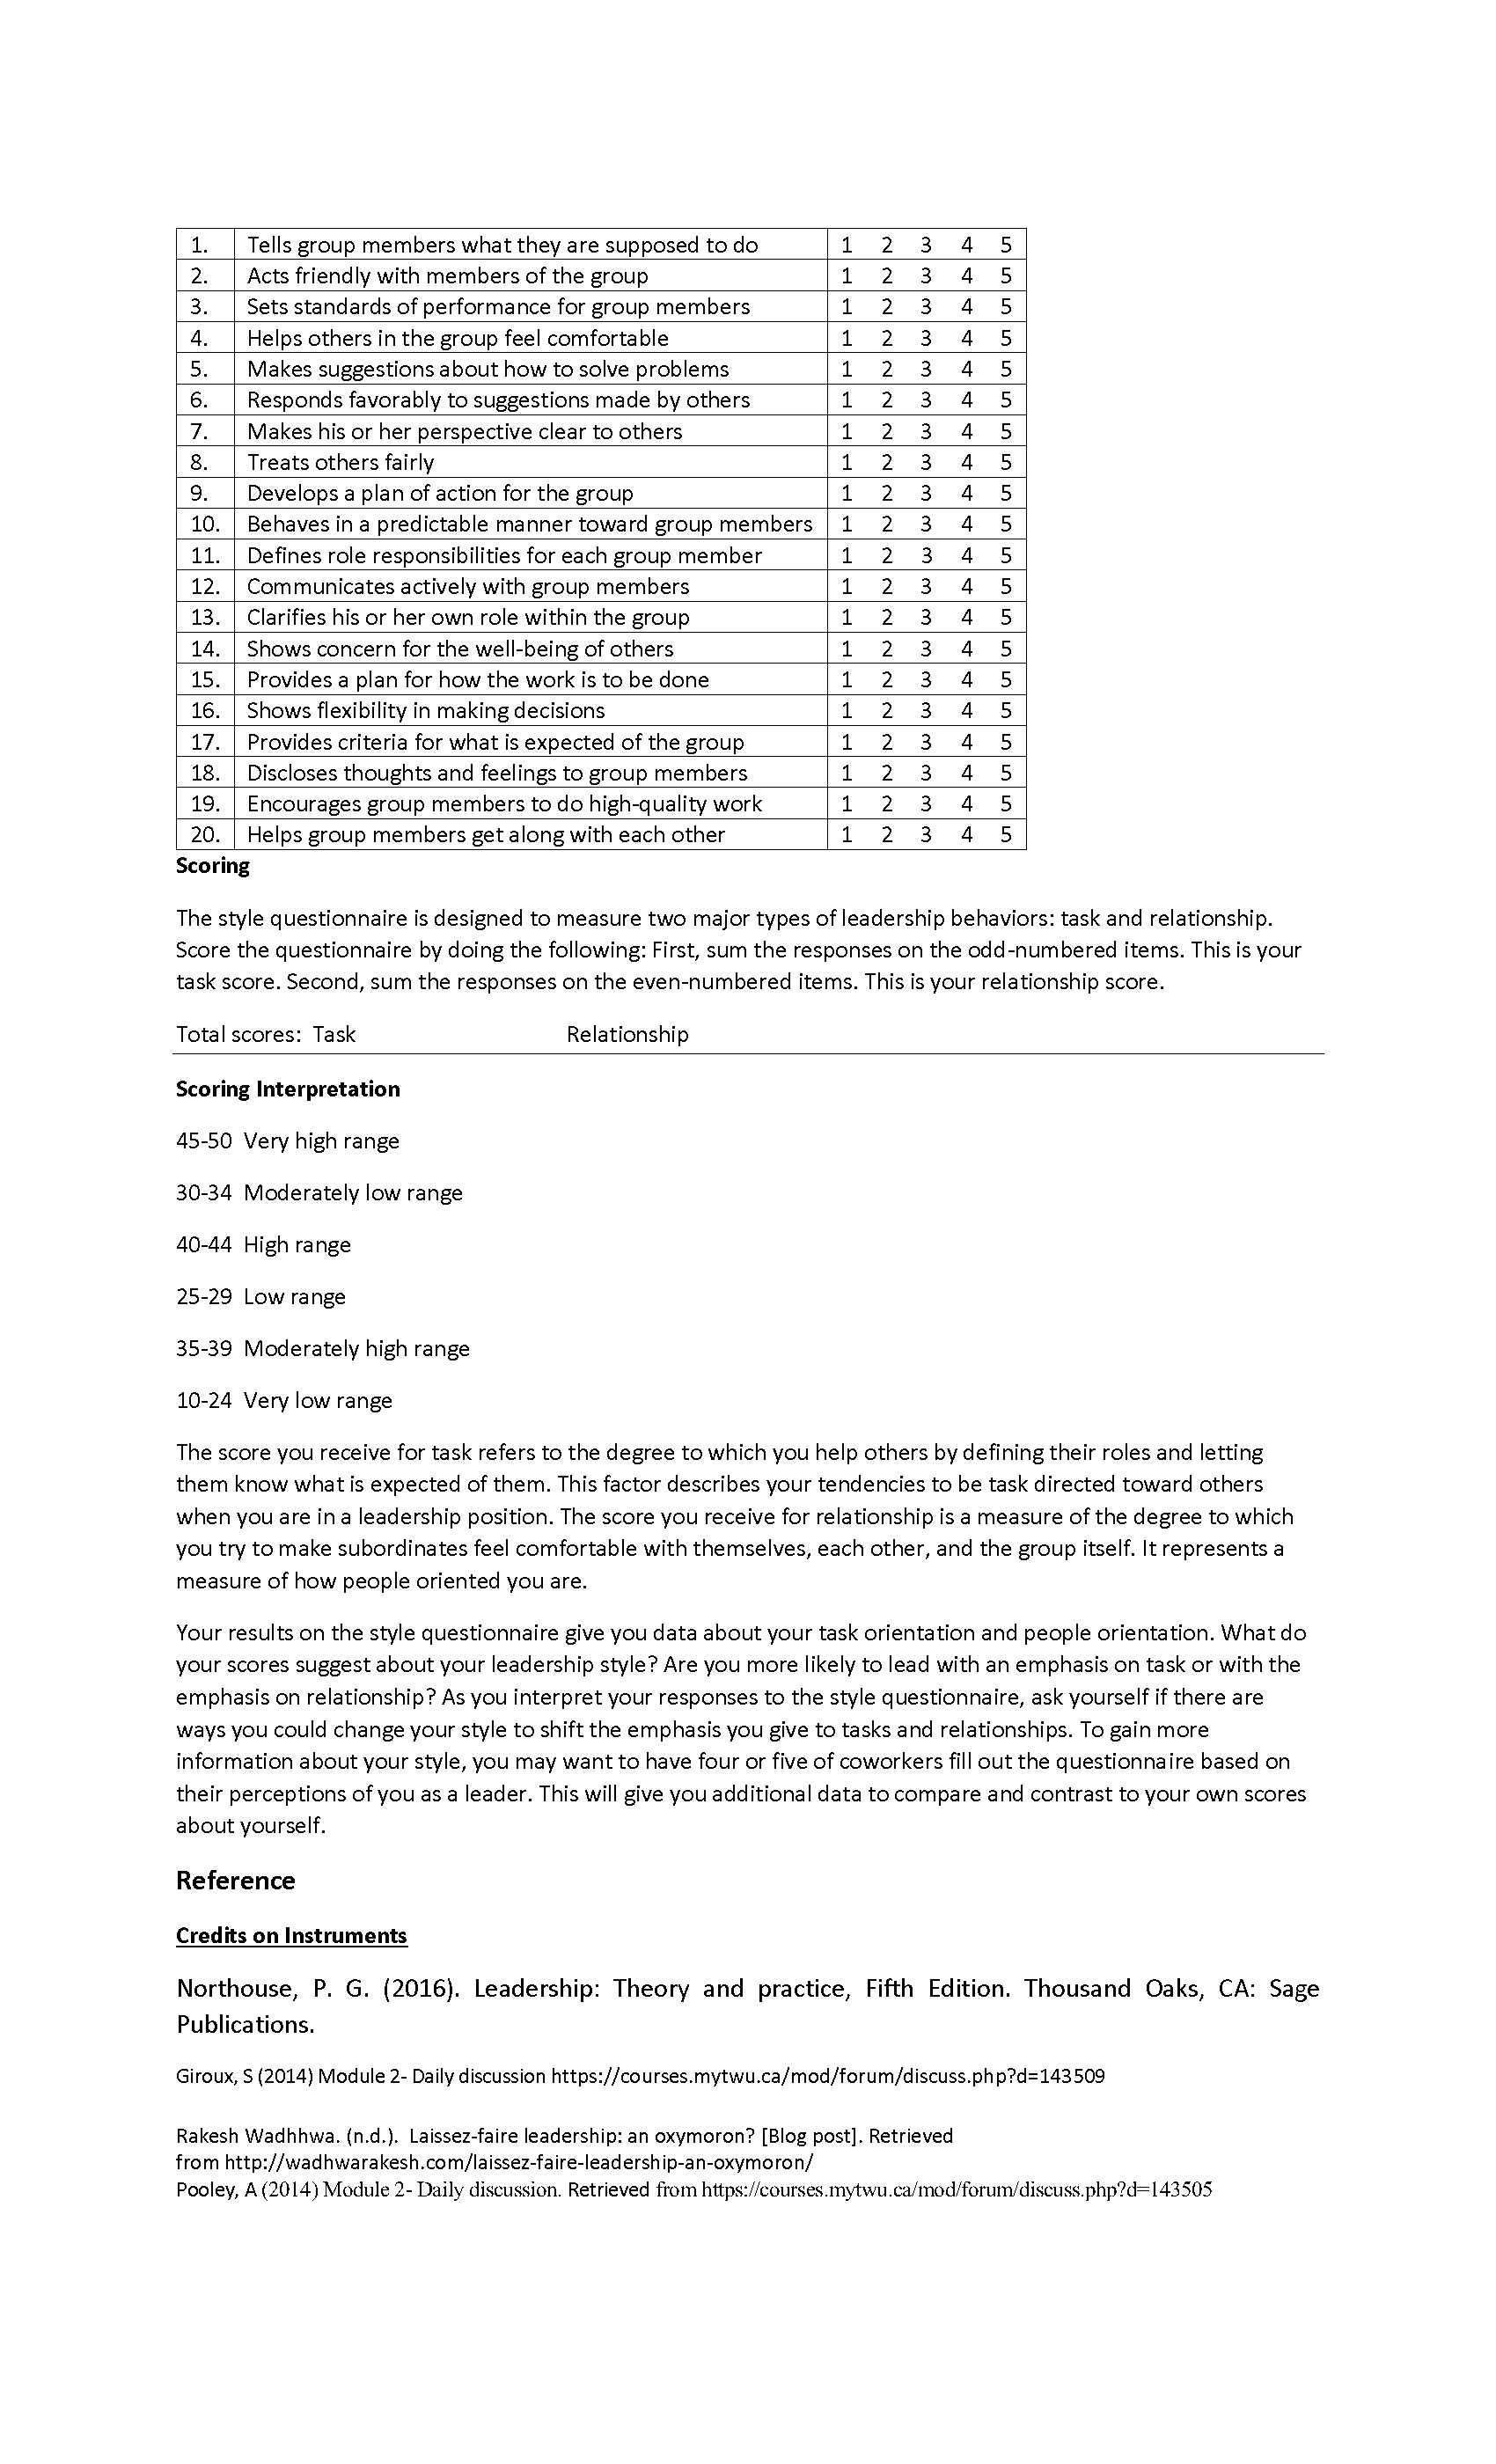 1. Tells group members what they are supposed to do 1 2 3 4 5
2. Acts friendly with members of the group 1 2 3 4 5
3. Sets standards of performance for group members 1 2 3 4 5
4. Helps others in the group feel comfortable 1 2 3 4 5
5. Makes suggestions about how to solve problems 1 2 3 4 5
6. Responds favorably to suggestions made by others 1 2 3 4 5
7. Makes his or her perspective clear to others 1 2 3 4 5
8. Treats others fairly 1 2 3 4 5
9. Develops a plan of action for the group 1 2 3 4 5
10. Behaves in a predictable manner toward group members 1 2 3 4 5
11. Defines role responsibilities for each group member 1 2 3 4 5
12. Communicates actively with group members 1 2 3 4 5
13. Clarifies his or her own role within the group 1 2 3 4 5
14. Shows concern for the well-being of others 1 2 3 4 5
15. Provides a plan for how the work is to be done 1 2 3 4 5
16. Shows flexibility in making decisions 1 2 3 4 5
17. Provides criteria for what is expected of the group 1 2 3 4 5
18. Discloses thoughts and feelings to group members 1 2 3 4 5
19. Encourages group members to do high-quality work 1 2 3 4 5
20. Helps group members get along with each other 1 2 3 4 5
Scoring
The style questionnaire is designed to measure two major types of leadership behaviors: task and relationship.
Score the questionnaire by doing the following: First, sum the responses on the odd-numbered items. This is your
task score. Second, sum the responses on the even-numbered items. This is your relationship score.
Total scores: Task Relationship
Scoring Interpretation
45-50 Very high range
30-34 Moderately low range
40-44 High range
25-29 Low range
35-39 Moderately high range
10-24 Very low range
The score you receive for task refers to the degree to which you help others by defining their roles and letting
them know what is expected of them. This factor describes your tendencies to be task directed toward others
when you are in a leadership position. The score you receive for relationship is a measure of the degree to which
you try to make subordinates feel comfortable with themselves, each other, and the group itself. It represents a
measure of how people oriented you are.
Your results on the style questionnaire give you data about your task orientation and people orientation. What do
your scores suggest about your leadership style? Are you more likely to lead with an emphasis on task or with the
emphasis on relationship? As you interpret your responses to the style questionnaire, ask yourself if there are
ways you could change your style to shift the emphasis you give to tasks and relationships. To gain more
information about your style, you may want to have four or five of coworkers fill out the questionnaire based on
their perceptions of you as a leader. This will give you additional data to compare and contrast to your own scores
about yourself.
Reference
Credits on Instruments
Northouse, P. G. (2016). Leadership: Theory and practice, Fifth Edition. Thousand Oaks, CA: Sage
Publications.
Giroux, S (2014) Module 2- Daily discussion https://courses.mytwu.ca/mod/forum/discuss.php?d=143509
Rakesh Wadhhwa. (n.d.). Laissez-faire leadership: an oxymoron? [Blog post]. Retrieved
from http://wadhwarakesh.com/laissez-faire-leadership-an-oxymoron/
Pooley, A (2014) Module 2- Daily discussion. Retrieved from https://courses.mytwu.ca/mod/forum/discuss.php?d=143505